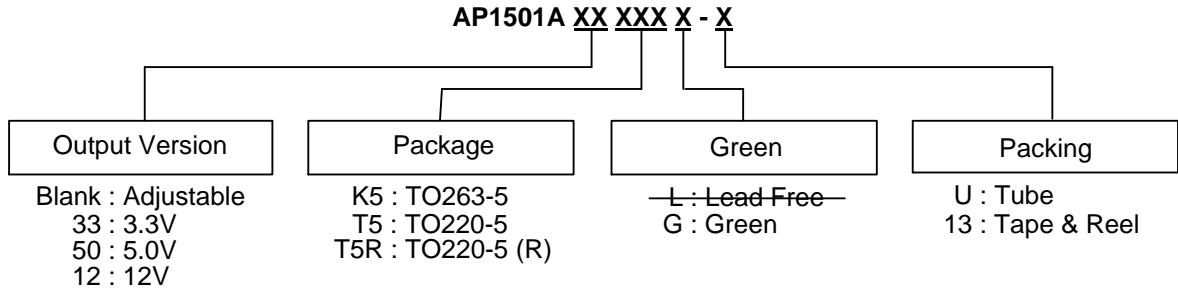 AP1501A XX XXX X - X
Output Version
Blank : Adjustable
33 : 3.3V
50 : 5.0V
12 : 12V
Package
K5 : TO263-5
T5 : TO220-5
T5R : TO220-5 (R)
Green
L : Lead Free
G : Green
Packing
U : Tube
13 : Tape & Reel